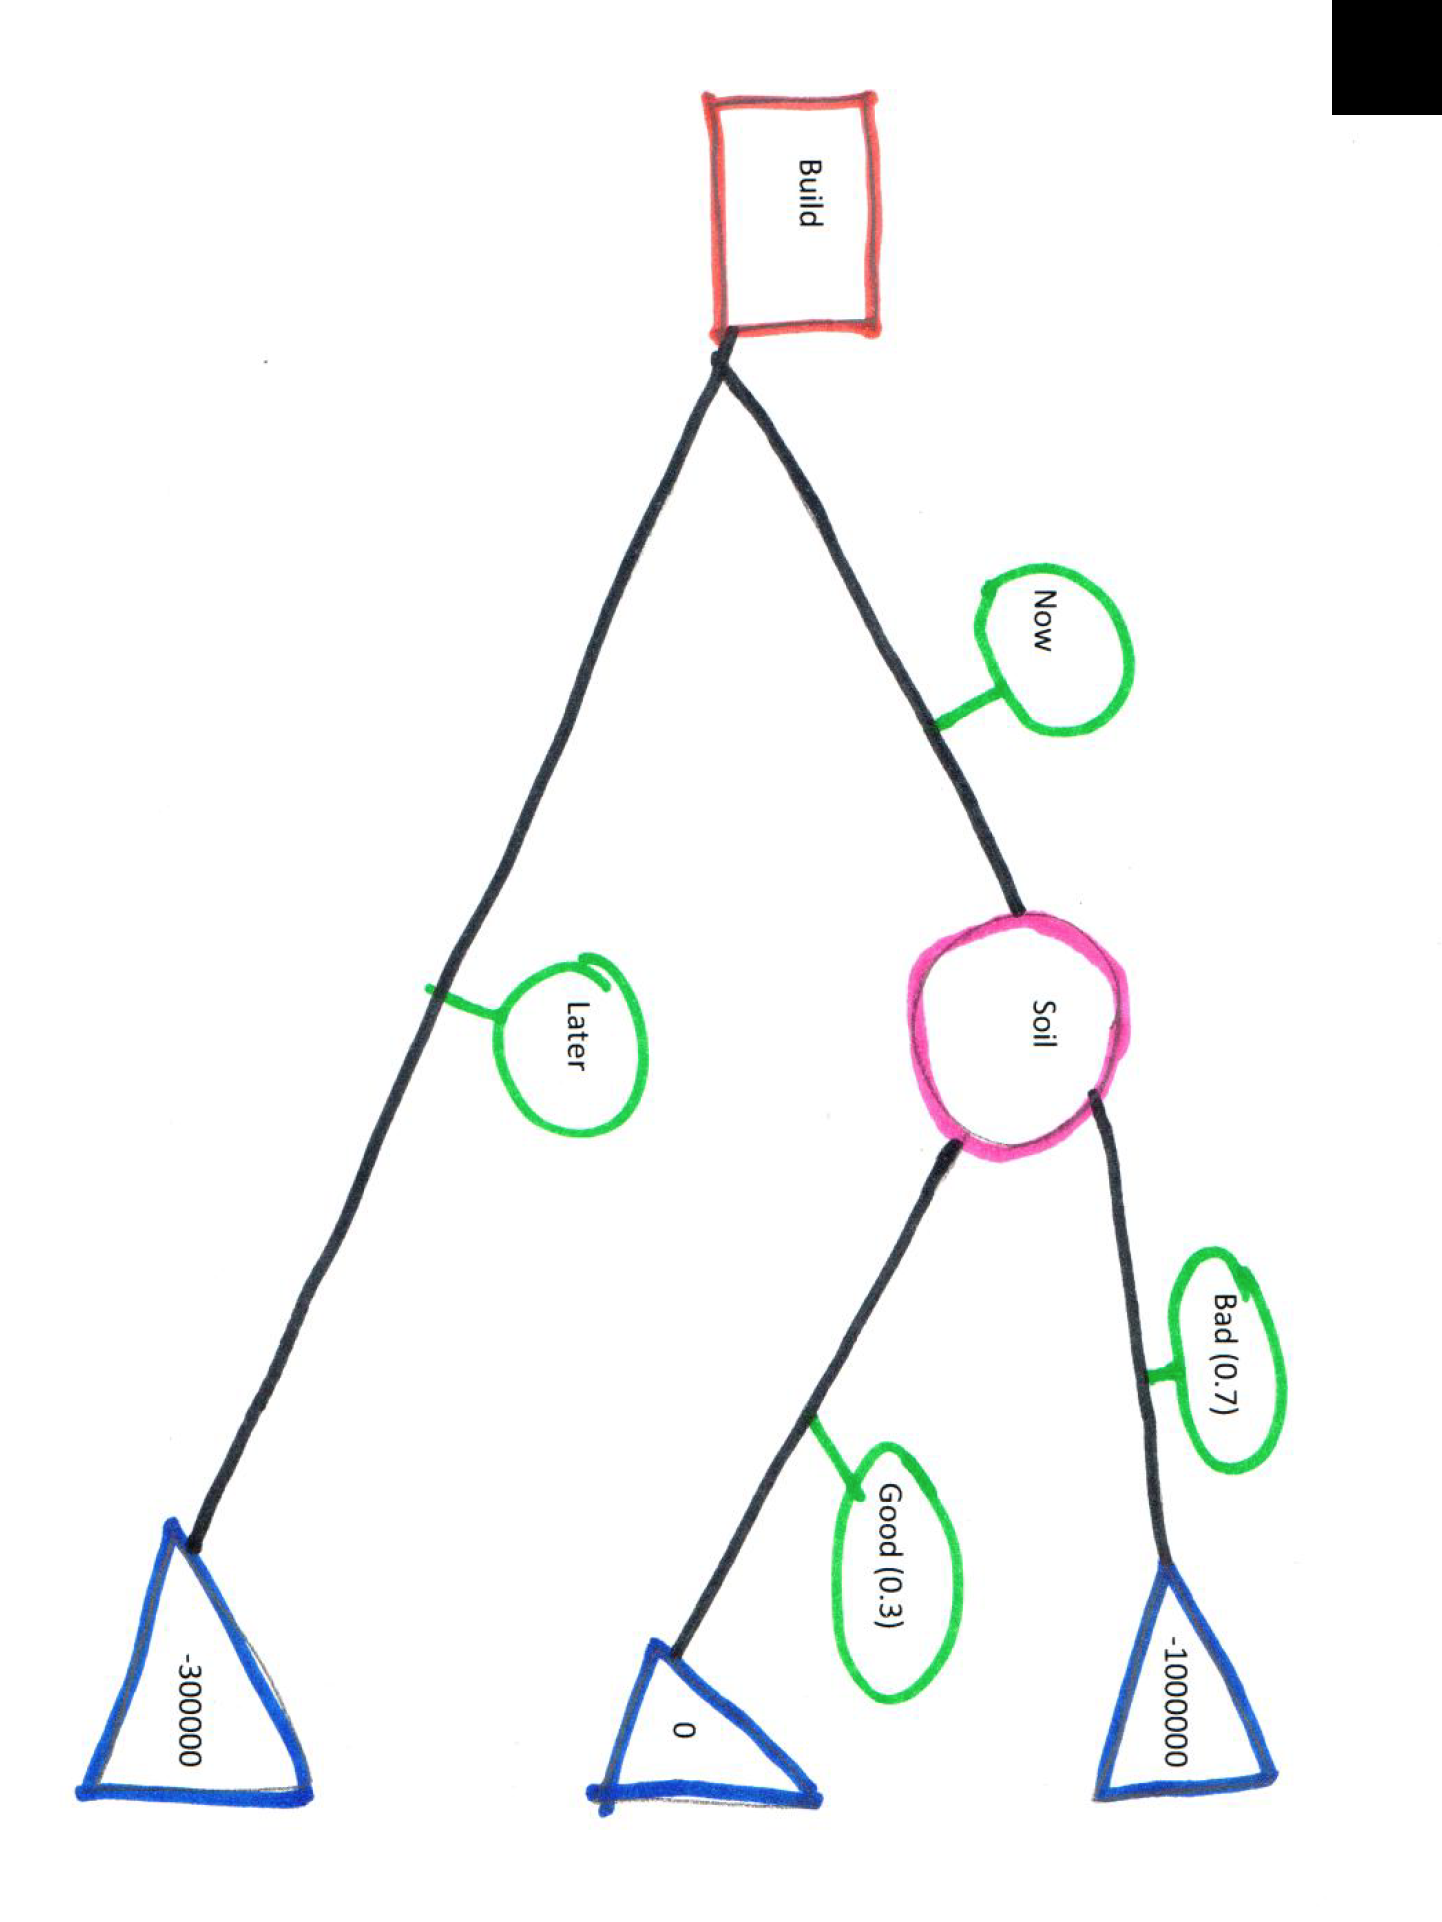 Build
Now
Soil
Bad (0.7)
-1000000
Good (0.3)
0
Later
-300000